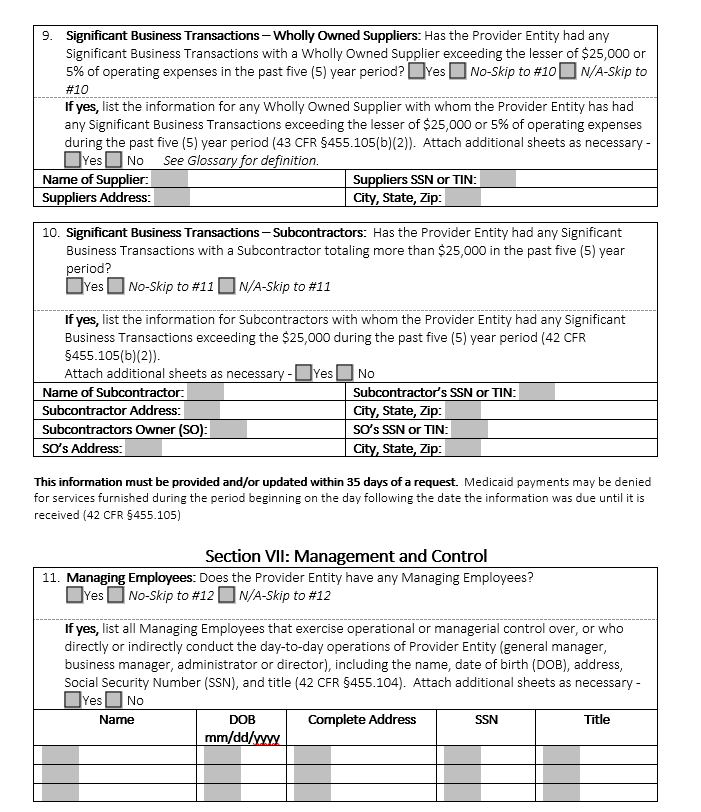 9. Significant Business Transactions – Wholly Owned Suppliers: Has the Provider Entity had any
Significant Business Transactions with a Wholly Owned Supplier exceeding the lesser of $25,000 or
5% of operating expenses in the past five (5) year period? Yes No-Skip to #10 N/A-Skip to
#10
If yes, list the information for any Wholly Owned Supplier with whom the Provider Entity has had
any Significant Business Transactions exceeding the lesser of $25,000 or 5% of operating expenses
during the past five (5) year period (43 CFR §455.105(b)(2)). Attach additional sheets as necessary -
Yes No See Glossary for definition.
Name of Supplier: Suppliers SSN or TIN:
Suppliers Address: City, State, Zip:
10. Significant Business Transactions – Subcontractors: Has the Provider Entity had any Significant
Business Transactions with a Subcontractor totaling more than $25,000 in the past five (5) year
period?
Yes No-Skip to #11 N/A-Skip to #11
If yes, list the information for Subcontractors with whom the Provider Entity had any Significant
Business Transactions exceeding the $25,000 during the past five (5) year period (42 CFR
§455.105(b)(2)).
Attach additional sheets as necessary - Yes No
Name of Subcontractor: Subcontractor's SSN or TIN:
Subcontractor Address: City, State, Zip:
Subcontractors Owner (SO): SO's SSN or TIN:
SO's Address: City, State, Zip:
This information must be provided and/or updated within 35 days of a request. Medicaid payments may be denied
for services furnished during the period beginning on the day following the date the information was due until it is
received (42 CFR §455.105)
Section VII: Management and Control
11. Managing Employees: Does the Provider Entity have any Managing Employees?
Yes No-Skip to #12 N/A-Skip to #12
If yes, list all Managing Employees that exercise operational or managerial control over, or who
directly or indirectly conduct the day-to-day operations of Provider Entity (general manager,
business manager, administrator or director), including the name, date of birth (DOB), address,
Social Security Number (SSN), and title (42 CFR §455.104). Attach additional sheets as necessary -
Yes No
Name DOB Complete Address SSN Title
mm/dd/yyyy